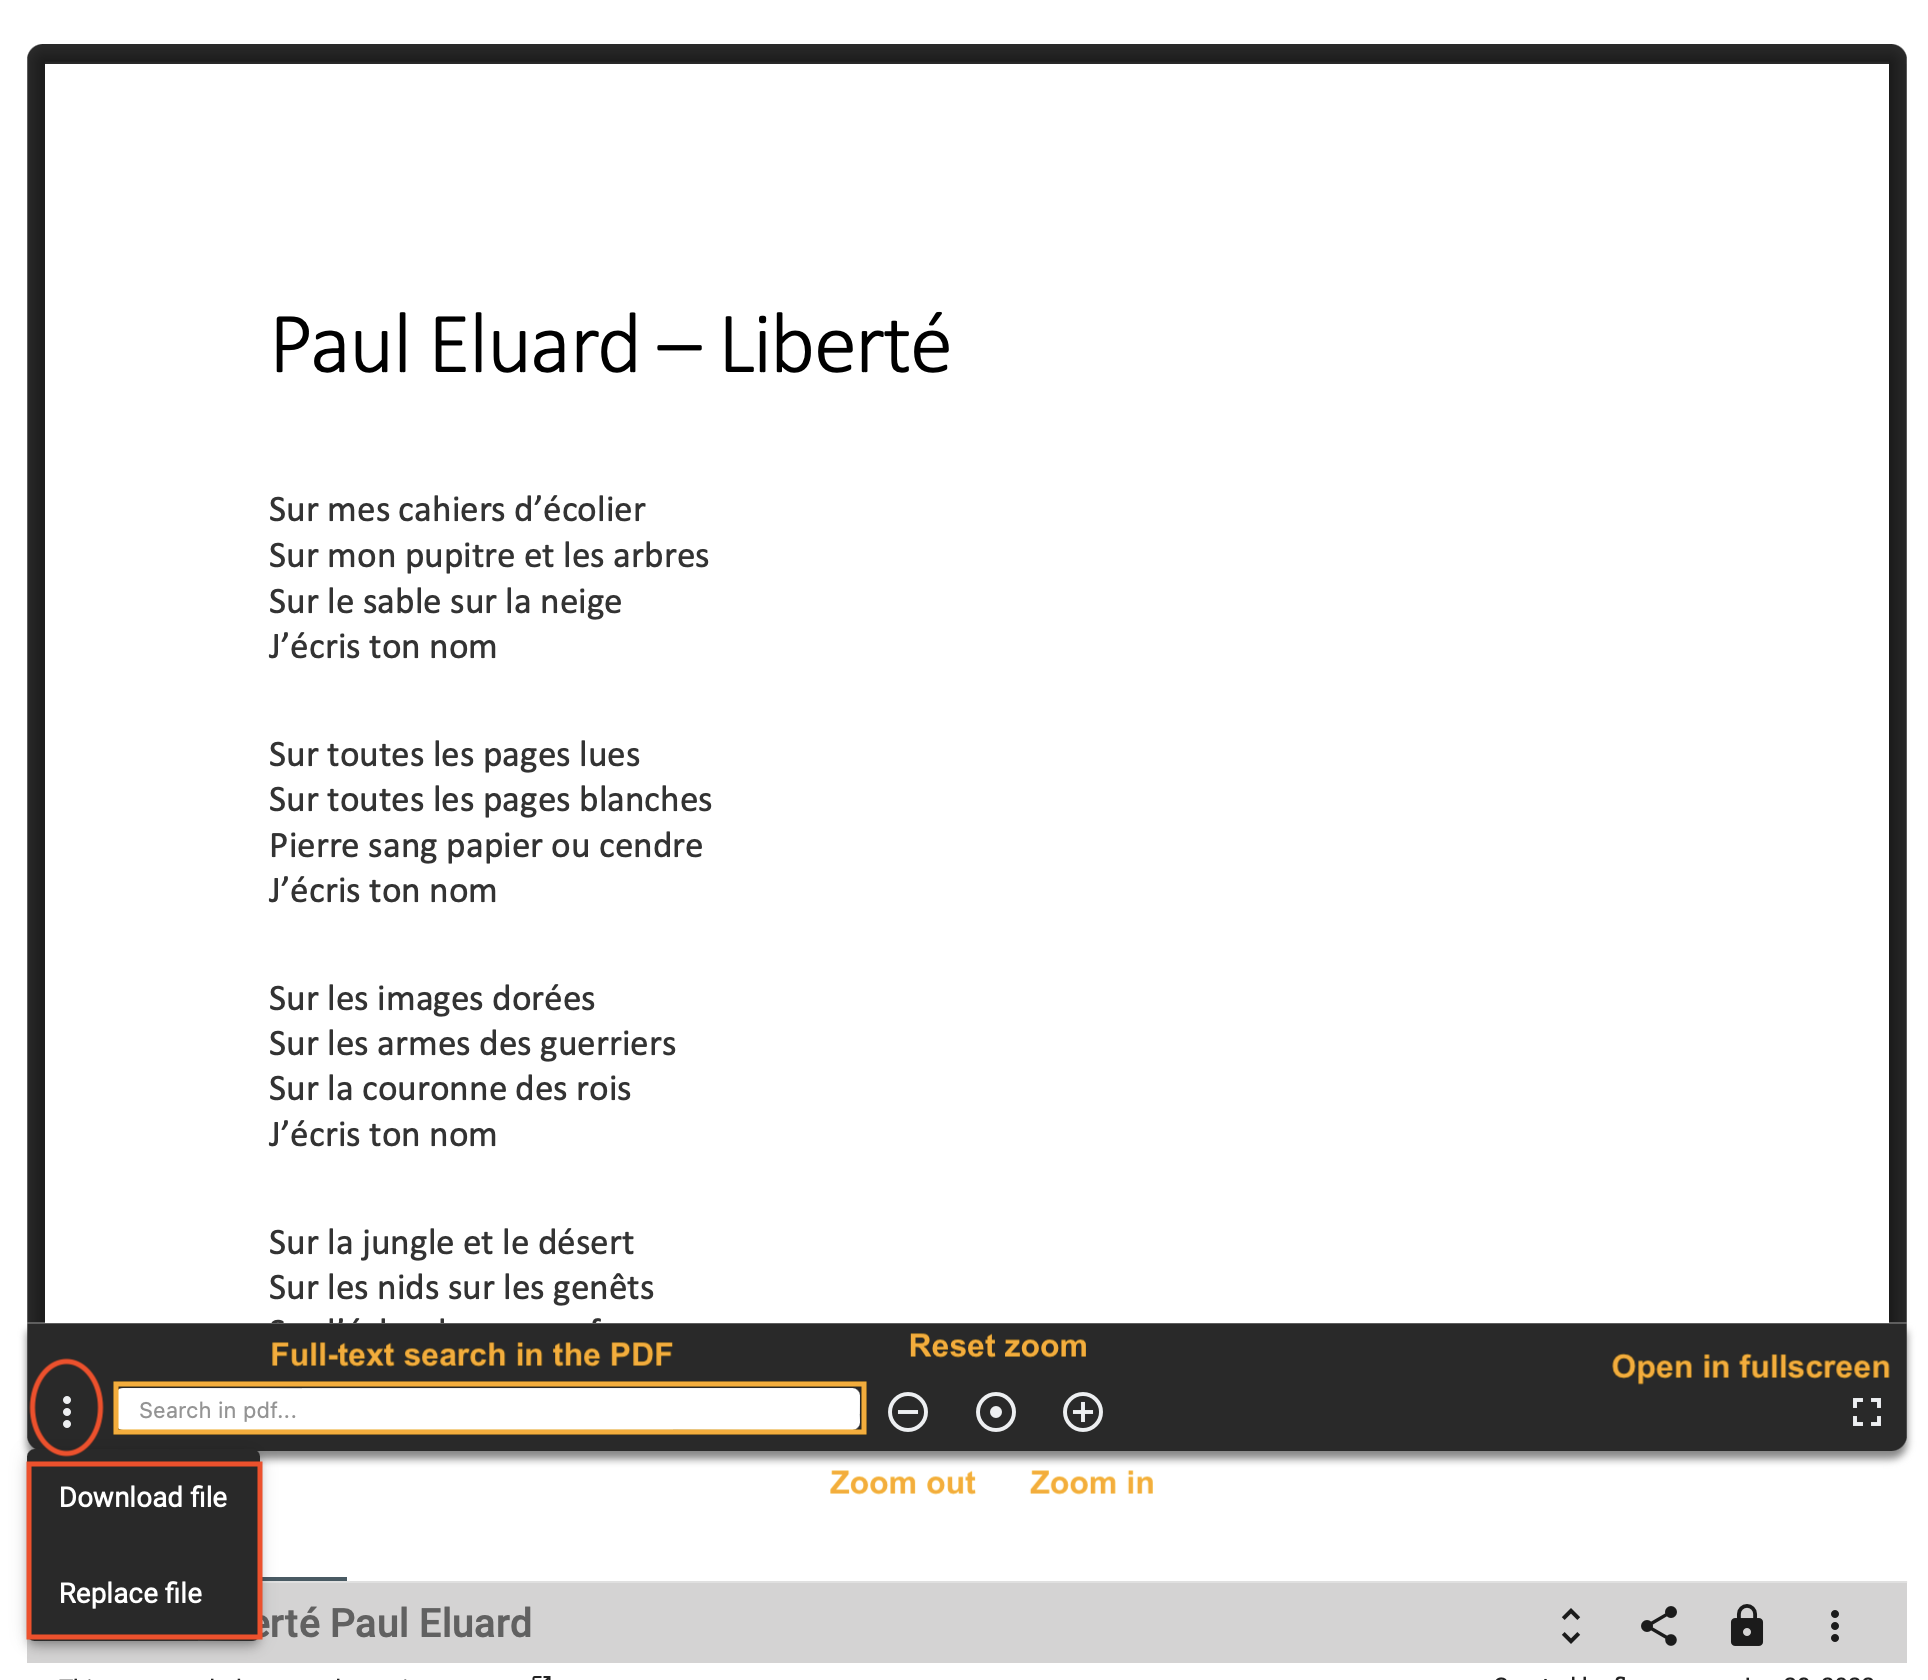 Paul Eluard – Liberté
Sur mes cahiers d’écolier
Sur mon pupitre et les arbres
Sur le sable sur la neige
J’écris ton nom
Sur toutes les pages lues
Sur toutes les pages blanches
Pierre sang papier ou cendre
J’écris ton nom
Sur les images dorées
Sur les armes des guerriers
Sur la couronne des rois
J’écris ton nom
Sur la jungle et le désert
Sur les nids sur les genêts
Full-text search in the PDF
Reset zoom
Open in fullscreen
Search in pdf...
Zoom out
Zoom in
Download file
Replace file
erté Paul Eluard